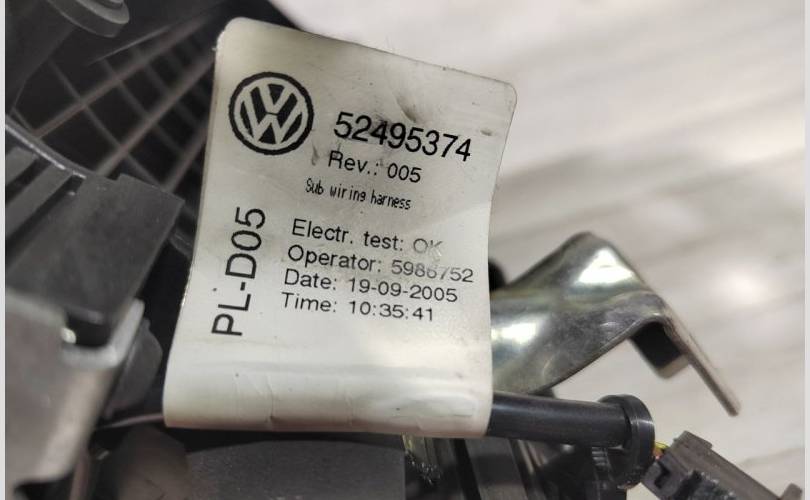 52495374
Rev.: 005
Sub wiring harness
PL-D05
Electr. test: OK
Operator: 5986752
Date: 19-09-2005
Time: 10:35:41